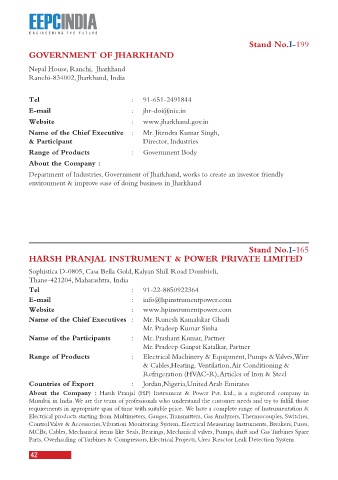 EEPC INDIA
ENGINEERING THE FUTURE
Stand No.I-199
GOVERNMENT OF JHARKHAND
Nepal House, Ranchi, Jharkhand
Ranchi-834002, Jharkhand, India
Tel : 91-651-2491844
E-mail : jhr-doi@nic.in
Website : www.jharkhand.gov.in
Name of the Chief Executive : Mr. Jitendra Kumar Singh,
& Participant Director, Industries
Range of Products : Government Body
About the Company :
Department of Industries, Government of Jharkhand, works to create an investor friendly
environment & improve ease of doing business in Jharkhand
Stand No.I-165
HARSH PRANJAL INSTRUMENT & POWER PRIVATE LIMITED
Sophistica D-0805, Casa Bella Gold, Kalyan Shill Road Dombivli,
Thane-421204, Maharashtra, India
Tel : 91-22-8850922364
E-mail : info@hpinstrumentpower.com
Website : www.hpinstrumentpower.com
Name of the Chief Executives : Mr. Ramesh Kamalakar Ghadi
Mr. Pradeep Kumar Sinha
Name of the Participants : Mr. Prashant Kumar, Partner
Mr. Pradeep Ganpat Katalkar, Partner
Range of Products : Electrical Machinery & Equipment, Pumps & Valves, Wire
& Cables,Heating, Ventilation, Air Conditioning &
Refrigeration (HVAC-R), Articles of Iron & Steel
Countries of Export : Jordan,Nigeria,United Arab Emirates
About the Company : Harsh Pranjal (HP) Instrument & Power Pvt. Ltd., is a registered company in
Mumbai in India. We are the team of professionals who understand the customer needs and try to fulfill those
requirements in appropriate span of time with suitable price. We have a complete range of Instrumentation &
Electrical products starting from Multimeters, Gauges, Transmitters, Gas Analyzers, Thermocouples, Switches,
Control Valve & Accessories, Vibration Monitoring System, Electrical Measuring Instruments, Breakers, Fuses,
MCBs, Cables. Mechanical items like Seals, Bearings, Mechanical valves, Pumps, shaft and Gas Turbines Spare
Parts. Overhauling of Turbines & Compressors, Electrical Projects, Urea Reactor Leak Detection System
42